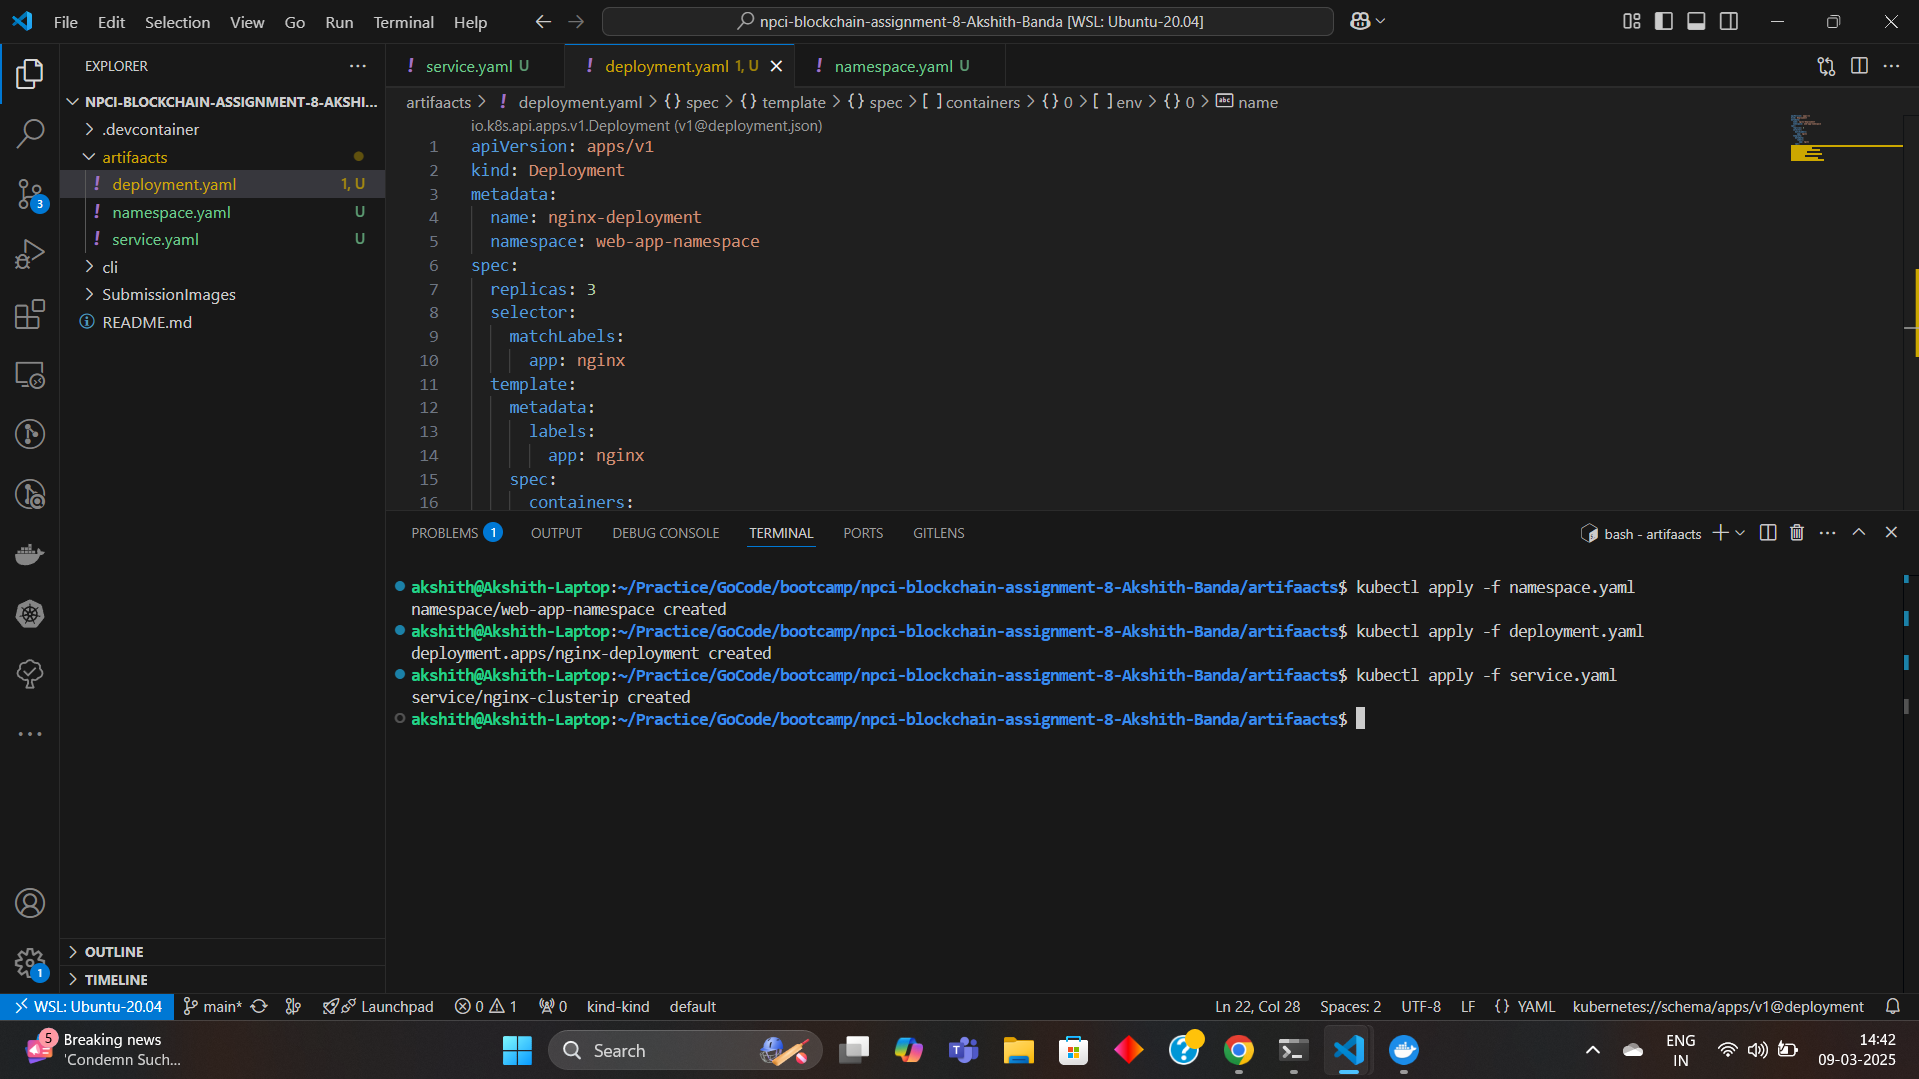 File Edit Selection View Go Run Terminal Help
npci-blockchain-assignment-8-Akshith-Banda [WSL: Ubuntu-20.04]
EXPLORER
NPCI-BLOCKCHAIN-ASSIGNMENT-8-AKSHI...
.devcontainer
artifaacts
! deployment.yaml 1, U
! namespace.yaml U
! service.yaml U
cli
SubmissionImages
README.md
OUTLINE
TIMELINE
3
1
! service.yaml U
! deployment.yaml 1, U
! namespace.yaml U
artifaacts > ! deployment.yaml > {} spec > {} template > {} spec > [ ] containers > {} 0 > [ ] env > {} 0 > abc name
io.k8s.api.apps.v1.Deployment (v1@deployment.json)
1 apiVersion: apps/v1
2 kind: Deployment
3 metadata:
4 name: nginx-deployment
5 namespace: web-app-namespace
6 spec:
7 replicas: 3
8 selector:
9 matchLabels:
10 app: nginx
11 template:
12 metadata:
13 labels:
14 app: nginx
15 spec:
16 containers:
PROBLEMS 1 OUTPUT DEBUG CONSOLE TERMINAL PORTS GITLENS
bash - artifaacts
akshith@Akshith-Laptop:~/Practice/GoCode/bootcamp/npci-blockchain-assignment-8-Akshith-Banda/artifaacts$ kubectl apply -f namespace.yaml
namespace/web-app-namespace created
akshith@Akshith-Laptop:~/Practice/GoCode/bootcamp/npci-blockchain-assignment-8-Akshith-Banda/artifaacts$ kubectl apply -f deployment.yaml
deployment.apps/nginx-deployment created
akshith@Akshith-Laptop:~/Practice/GoCode/bootcamp/npci-blockchain-assignment-8-Akshith-Banda/artifaacts$ kubectl apply -f service.yaml
service/nginx-clusterip created
akshith@Akshith-Laptop:~/Practice/GoCode/bootcamp/npci-blockchain-assignment-8-Akshith-Banda/artifaacts$
WSL: Ubuntu-20.04 main* Launchpad 0 1 0 kind-kind default
Ln 22, Col 28 Spaces: 2 UTF-8 LF {} YAML kubernetes://schema/apps/v1@deployment
5
Breaking news
'Condemn Such...
Search
ENG
IN
14:42
09-03-2025